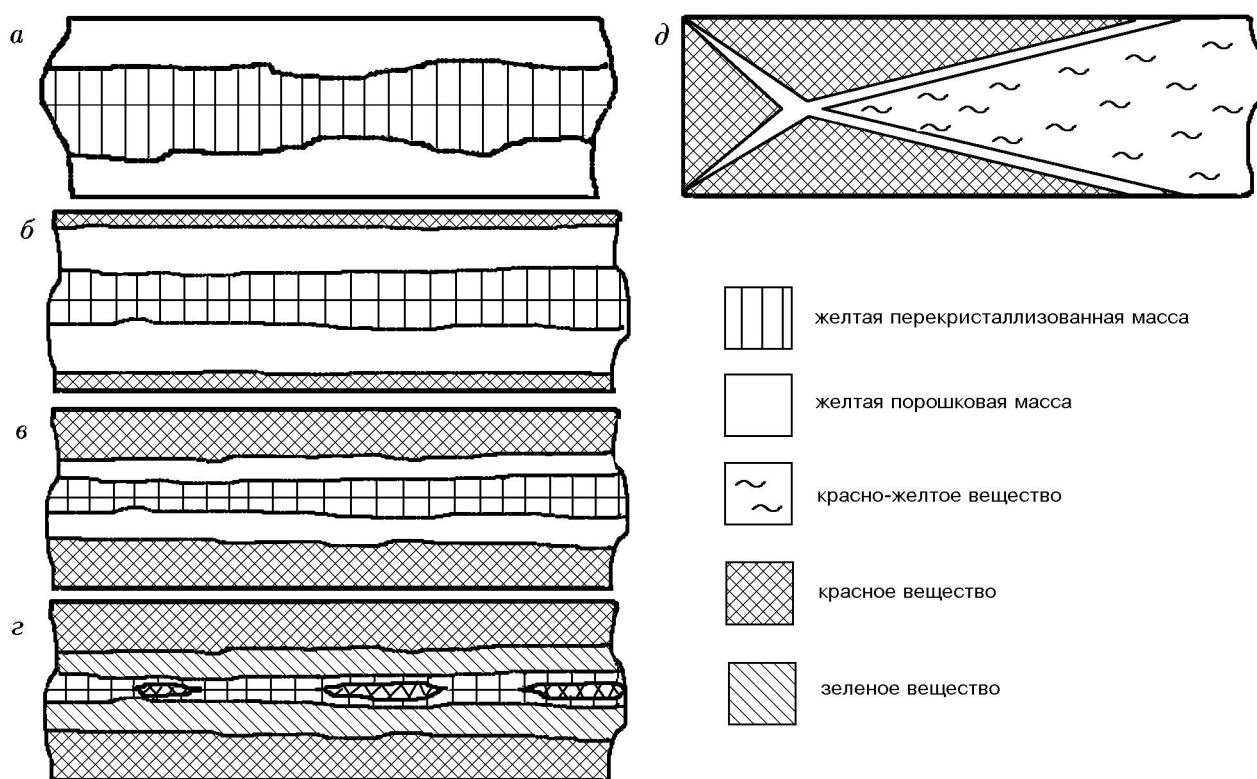 а
б
в
г
д
желтая перекристаллизованная масса
желтая порошковая масса
красно-желтое вещество
красное вещество
зеленое вещество